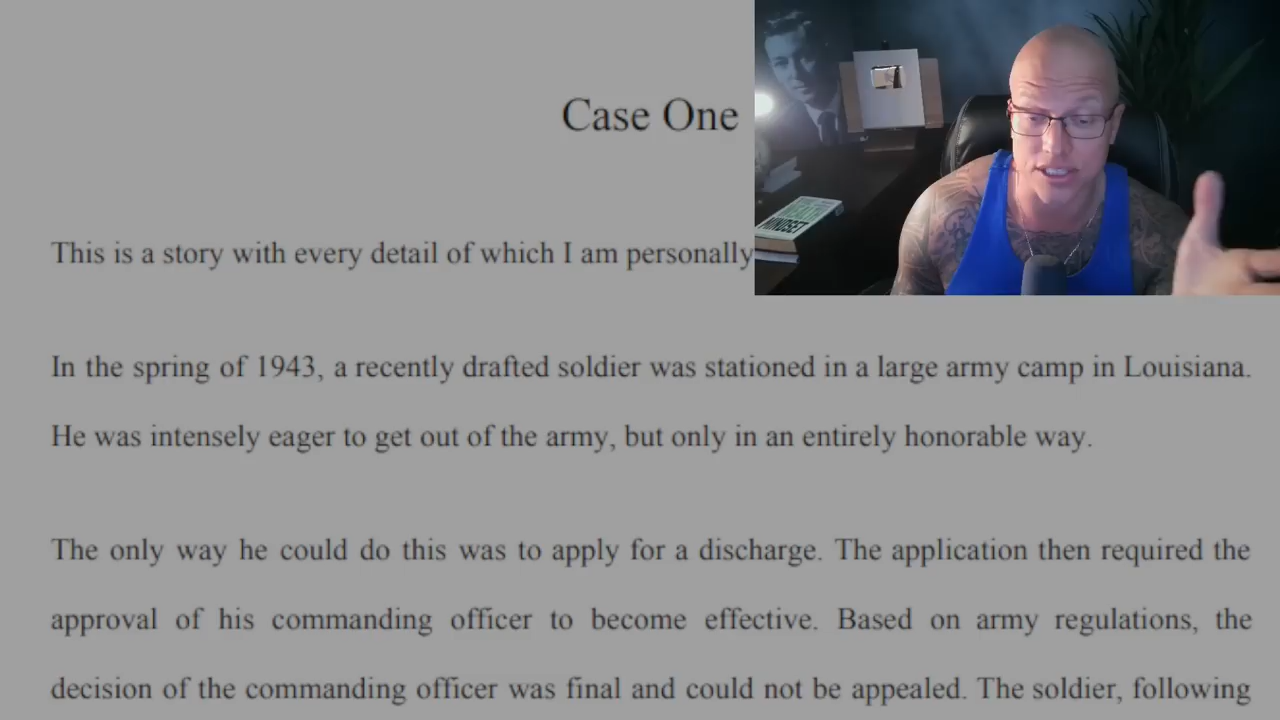 Case One
This is a story with every detail of which I am personally
In the spring of 1943, a recently drafted soldier was stationed in a large army camp in Louisiana.
He was intensely eager to get out of the army, but only in an entirely honorable way.
The only way he could do this was to apply for a discharge. The application then required the
approval of his commanding officer to become effective. Based on army regulations, the
decision of the commanding officer was final and could not be appealed. The soldier, following
MINDSET